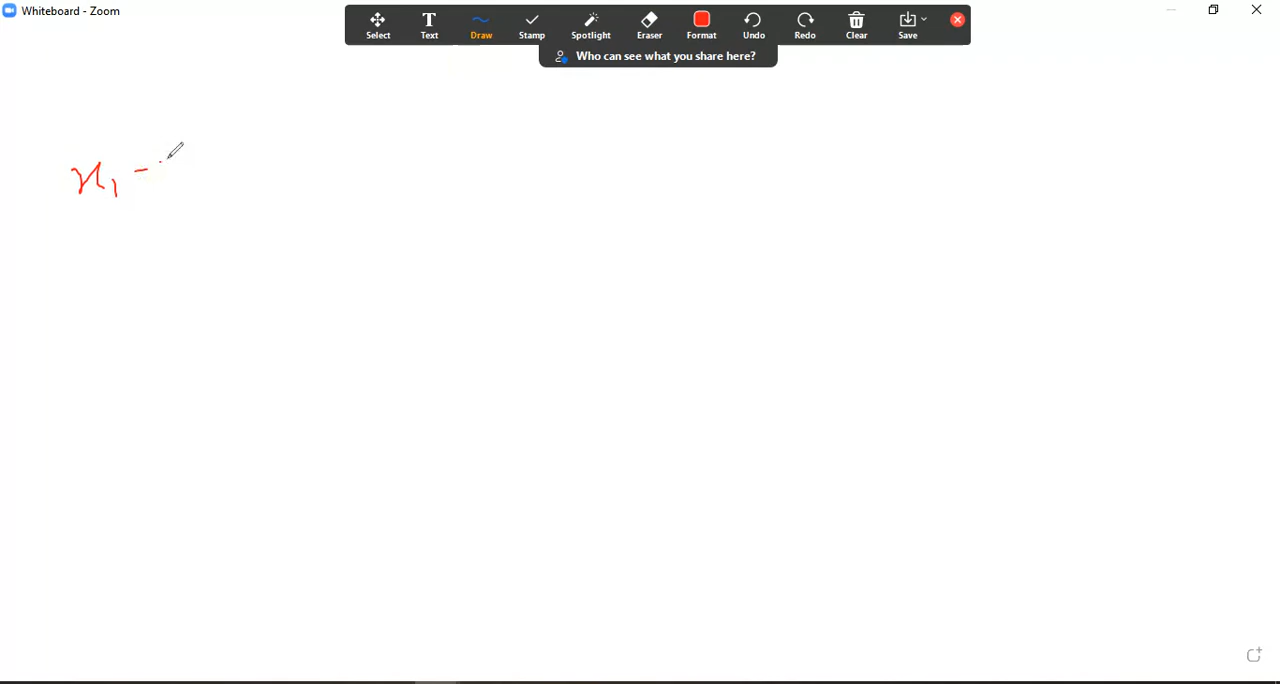 Whiteboard - Zoom
Select Text Draw Stamp Spotlight Eraser Format Undo Redo Clear Save
Who can see what you share here?
x₁ -